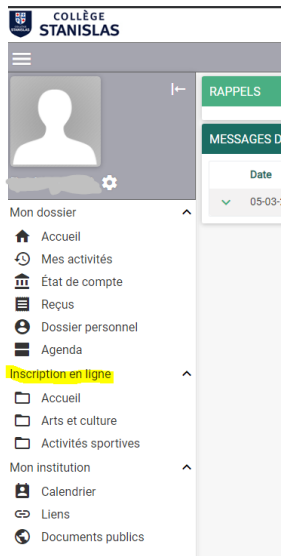 COLLÈGE
STANISLAS
RAPPELS
MESSAGES D
Date
05-03-
Mon dossier
Accueil
Mes activités
État de compte
Reçus
Dossier personnel
Agenda
Inscription en ligne
Accueil
Arts et culture
Activités sportives
Mon institution
Calendrier
Liens
Documents publics